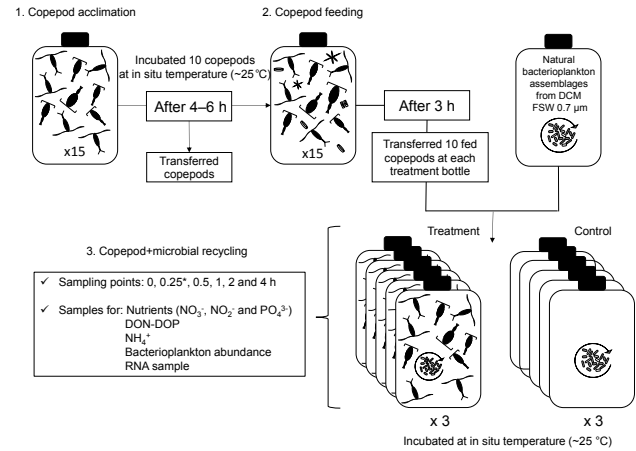 1. Copepod acclimation
2. Copepod feeding
Incubated 10 copepods
at in situ temperature (~25 °C)
After 4–6 h
Transferred
copepods
x15
x15
After 3 h
Transferred 10 fed
copepods at each
treatment bottle
Natural
bacterioplankton
assemblages
from DCM
FSW 0.7 µm
3. Copepod+microbial recycling
✓ Sampling points: 0, 0.25*, 0.5, 1, 2 and 4 h
✓ Samples for: Nutrients (NO₃⁻, NO₂⁻ and PO₄³⁻)
DON-DOP
NH₄⁺
Bacterioplankton abundance
RNA sample
Treatment
Control
x 3
x 3
Incubated at in situ temperature (~25 °C)